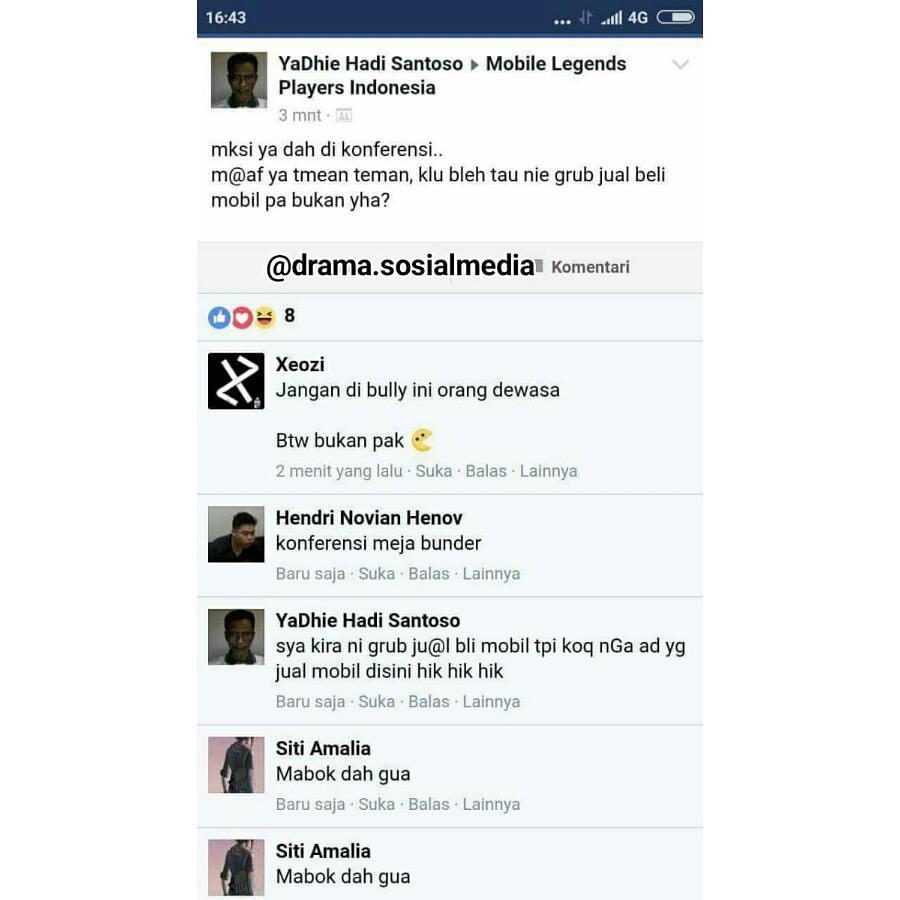 16:43
... 4G
YaDhie Hadi Santoso ▸ Mobile Legends
Players Indonesia
3 mnt ·
mksi ya dah di konferensi..
m@af ya tmean teman, klu bleh tau nie grub jual beli
mobil pa bukan yha?
@drama.sosialmedia Komentari
8
Xeozi
Jangan di bully ini orang dewasa
Btw bukan pak
2 menit yang lalu · Suka · Balas · Lainnya
Hendri Novian Henov
konferensi meja bunder
Baru saja · Suka · Balas · Lainnya
YaDhie Hadi Santoso
sya kira ni grub ju@l bli mobil tpi koq nGa ad yg
jual mobil disini hik hik hik
Baru saja · Suka · Balas · Lainnya
Siti Amalia
Mabok dah gua
Baru saja · Suka · Balas · Lainnya
Siti Amalia
Mabok dah gua